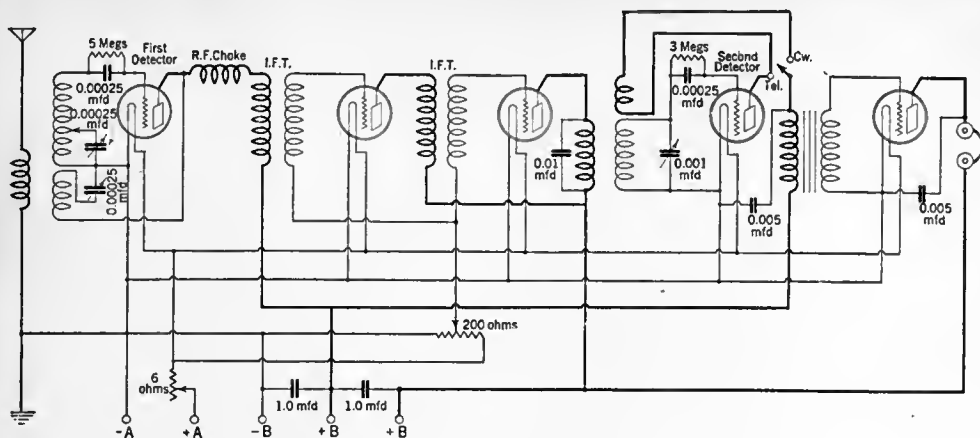 5 Megs
First
Detector
R.F.Choke
I.F.T.
I.F.T.
3 Megs
Second
Detector
Cw.
Tel.
0.00025
mfd
0.00025
mfd
0.00025
mfd
0.01
mfd
0.00025
mfd
0.001
mfd
0.005
mfd
0.005
mfd
200 ohms
6
ohms
1.0 mfd
1.0 mfd
-A
+A
-B
+B
+B